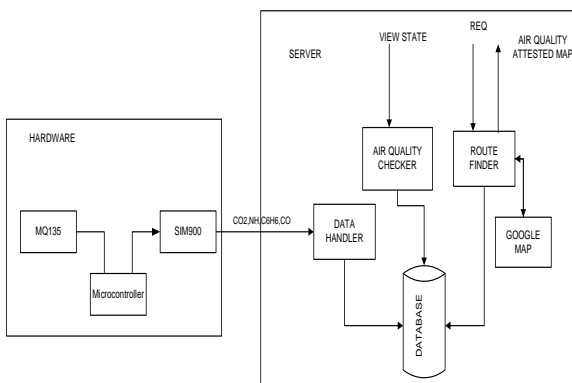 SERVER
VIEW STATE
REQ
AIR QUALITY
ATTESTED MAP
HARDWARE
MQ135
SIM900
Microcontroller
CO2,NH,C6H6,CO
DATA
HANDLER
AIR QUALITY
CHECKER
ROUTE
FINDER
GOOGLE
MAP
DATABASE